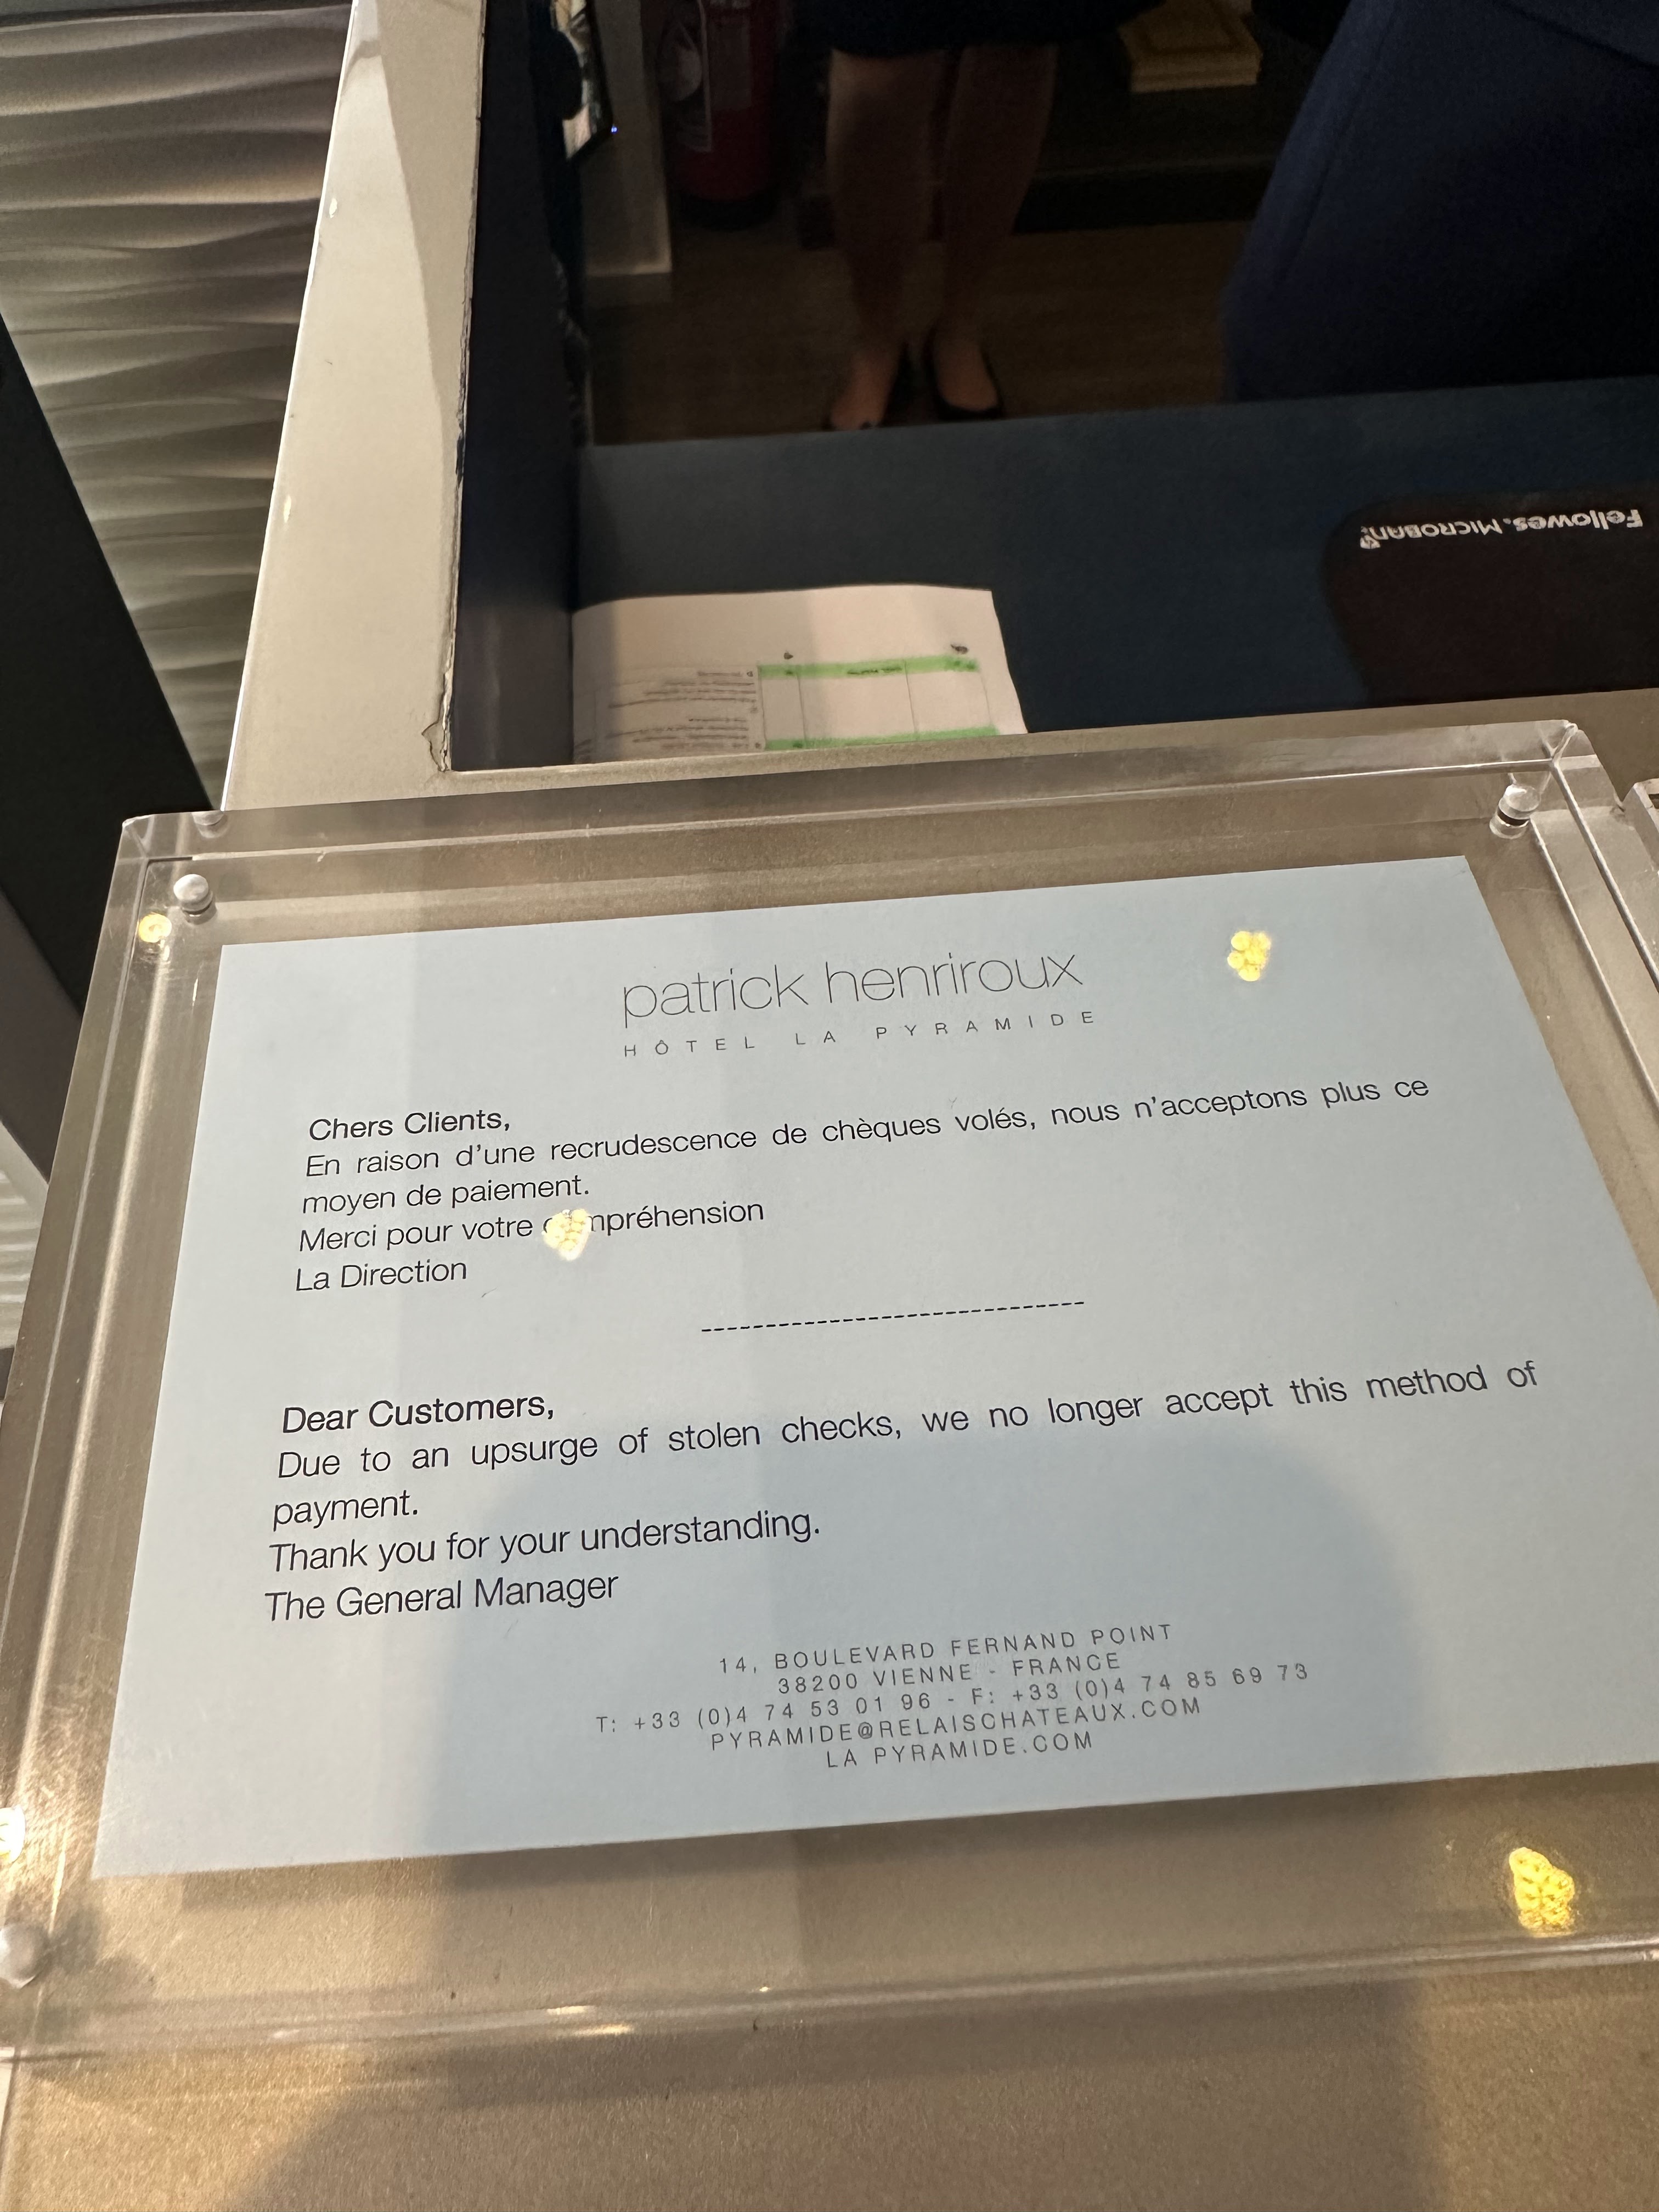 Fellowes. MICROBAN
patrick henriroux
HÔTEL LA PYRAMIDE
Chers Clients,
En raison d'une recrudescence de chèques volés, nous n'acceptons plus ce
moyen de paiement.
Merci pour votre compréhension
La Direction
------------------------------
Dear Customers,
Due to an upsurge of stolen checks, we no longer accept this method of
payment.
Thank you for your understanding.
The General Manager
14, BOULEVARD FERNAND POINT
38200 VIENNE - FRANCE
T: +33 (0)4 74 53 01 96 - F: +33 (0)4 74 85 69 73
PYRAMIDE@RELAISCHATEAUX.COM
LA PYRAMIDE.COM